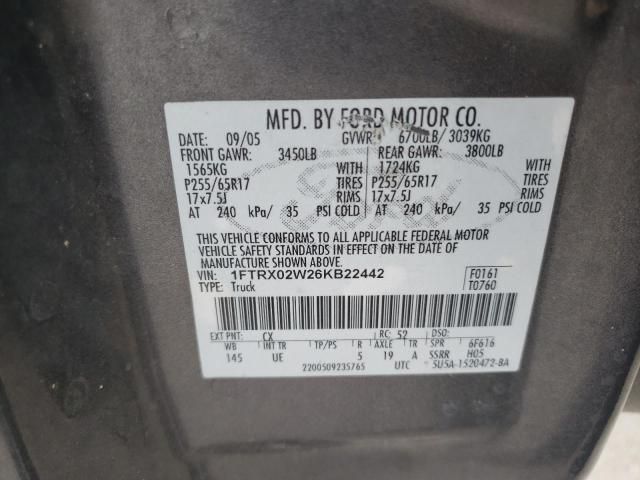 MFD. BY FORD MOTOR CO.
DATE: 09/05 GVWR: 6700LB/ 3039KG
FRONT GAWR: 3450LB REAR GAWR: 3800LB
1565KG WITH 1724KG WITH
P255/65R17 TIRES P255/65R17 TIRES
17x7.5J RIMS 17x7.5J RIMS
AT 240 kPa/ 35 PSI COLD AT 240 kPa/ 35 PSI COLD
THIS VEHICLE CONFORMS TO ALL APPLICABLE FEDERAL MOTOR
VEHICLE SAFETY STANDARDS IN EFFECT ON THE DATE OF
MANUFACTURE SHOWN ABOVE.
VIN: 1FTRX02W26KB22442 F0161
TYPE: Truck T0760
EXT PNT: CX RC: 52 DSO:
WB INT TR TP/PS R AXLE TR SPR 6F616
145 UE 5 19 A SSRR H05
2200509235765 UTC 5U5A-1520472-BA
Ford